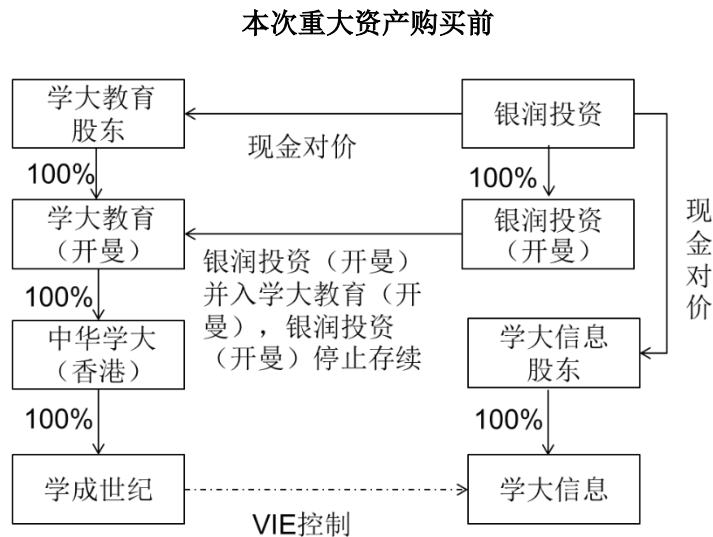 本次重大资产购买前
学大教育
股东
银润投资
现金对价
100%
100%
学大教育
（开曼）
银润投资
（开曼）
现
金
对
价
银润投资（开曼）
并入学大教育（开
曼），银润投资
（开曼）停止存续
100%
中华学大
（香港）
学大信息
股东
100%
100%
学成世纪
学大信息
VIE控制